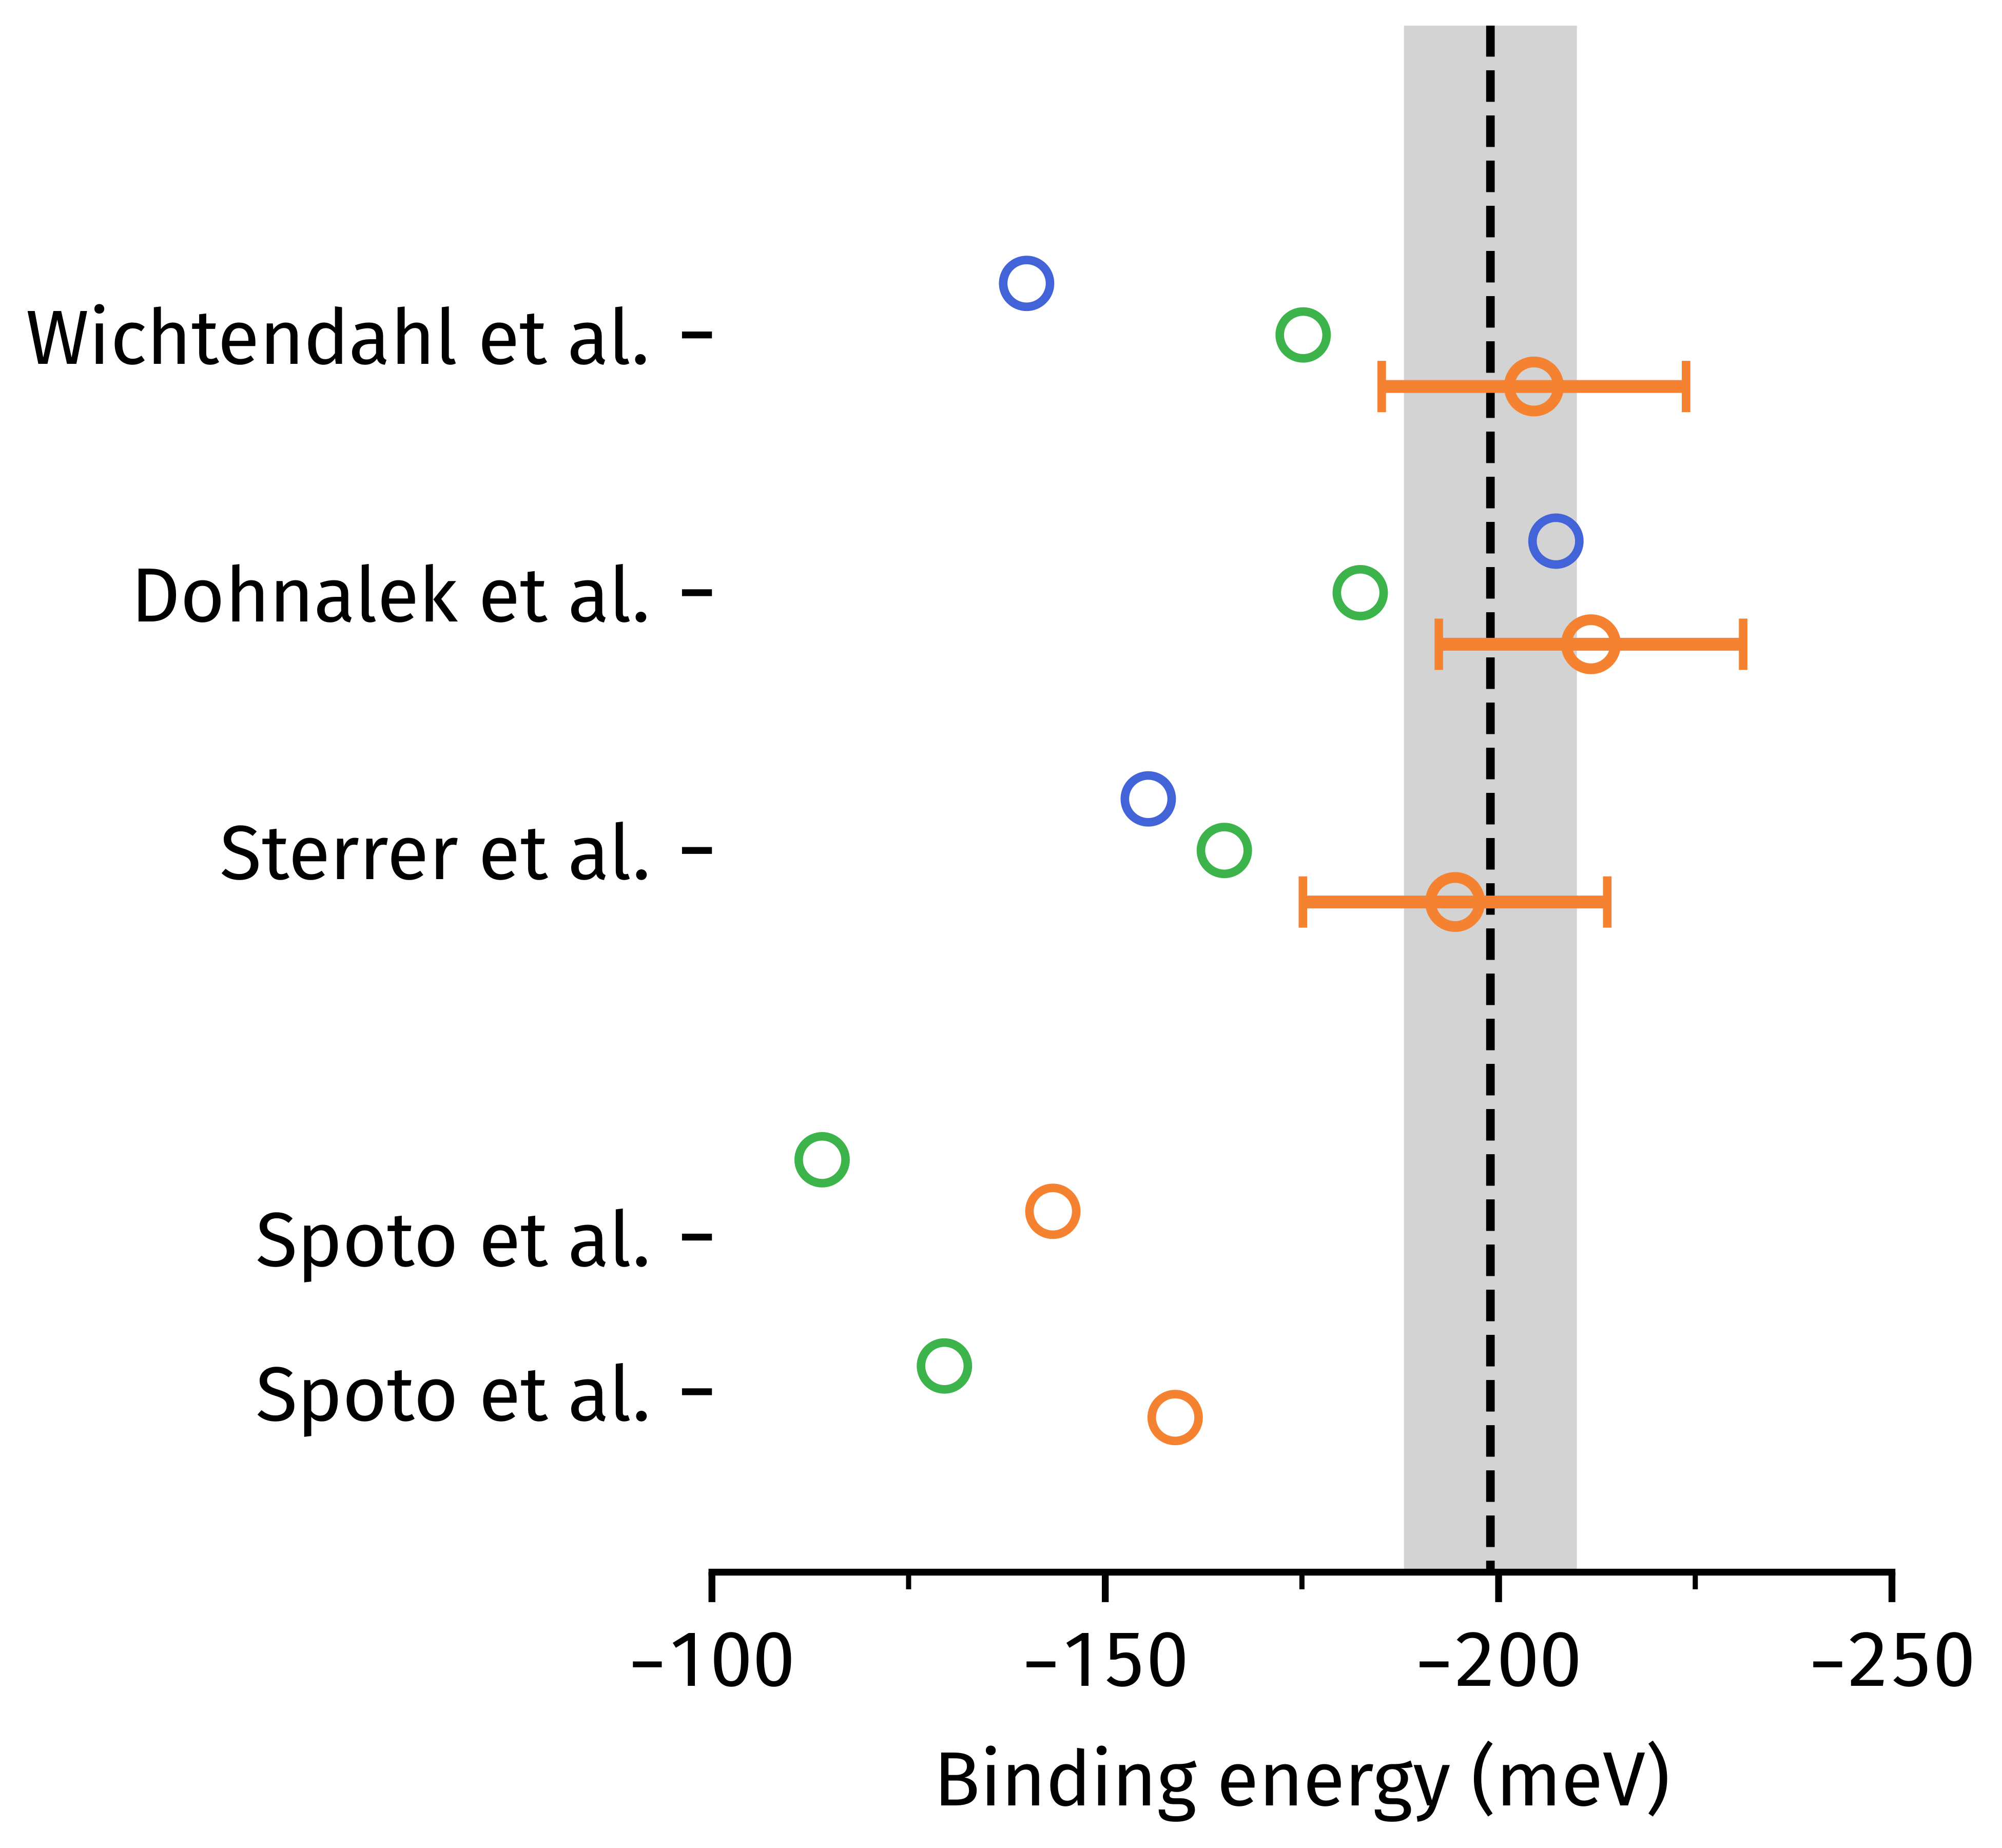 Wichtendahl et al.
Dohnalek et al.
Sterrer et al.
Spoto et al.
Spoto et al.
−100 −150 −200 −250
Binding energy (meV)